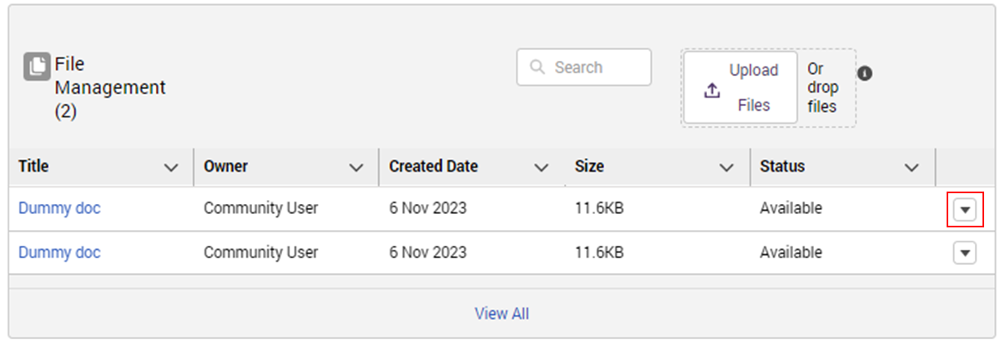 File
Management
(2)
Search
Upload
Files
Or
drop
files
Title Owner Created Date Size Status
Dummy doc Community User 6 Nov 2023 11.6KB Available
Dummy doc Community User 6 Nov 2023 11.6KB Available
View All